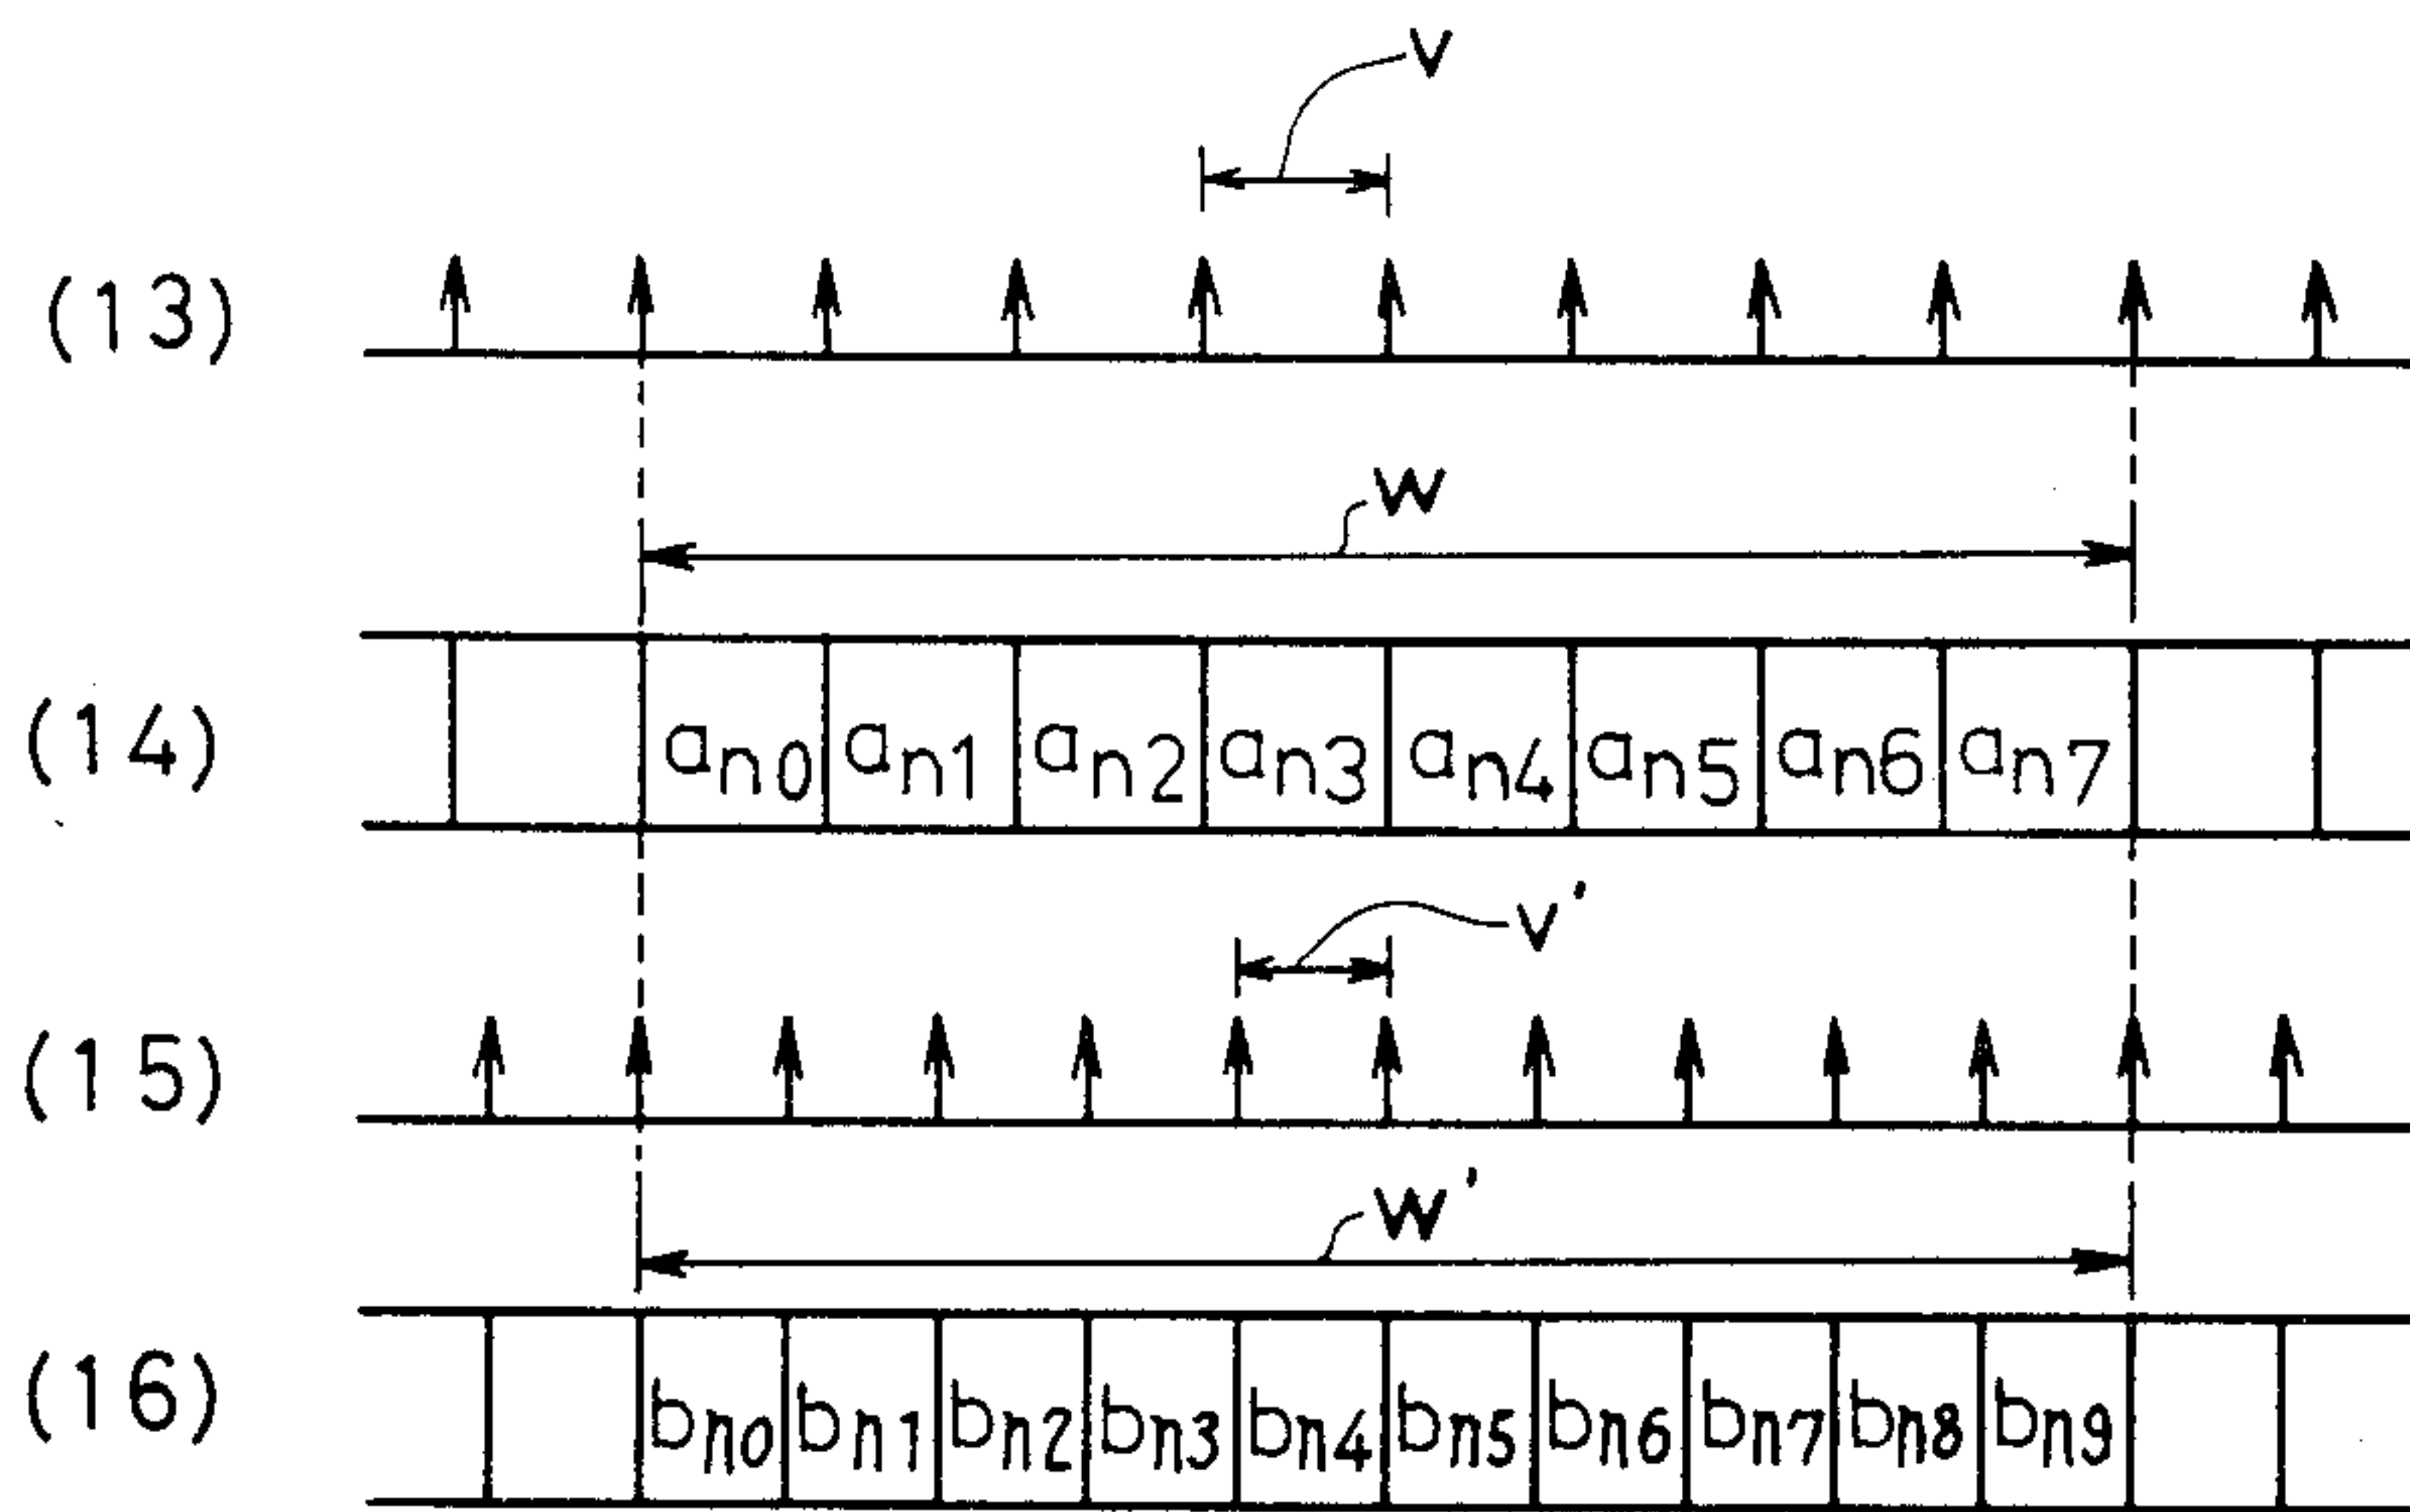 v
(13)
w
(14) an0 an1 an2 an3 an4 an5 an6 an7
v'
(15)
w'
(16) bn0 bn1 bn2 bn3 bn4 bn5 bn6 bn7 bn8 bn9